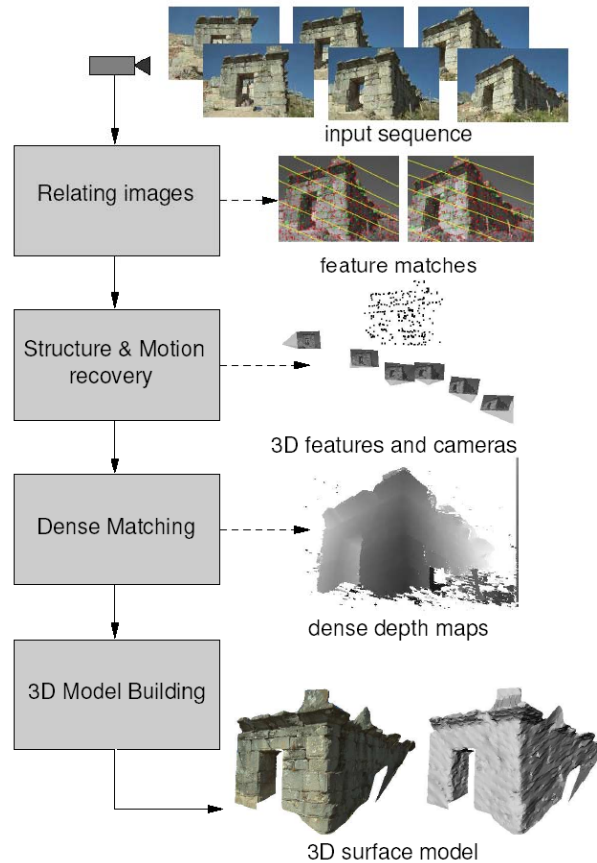 input sequence
Relating images
feature matches
Structure & Motion
recovery
3D features and cameras
Dense Matching
dense depth maps
3D Model Building
3D surface model